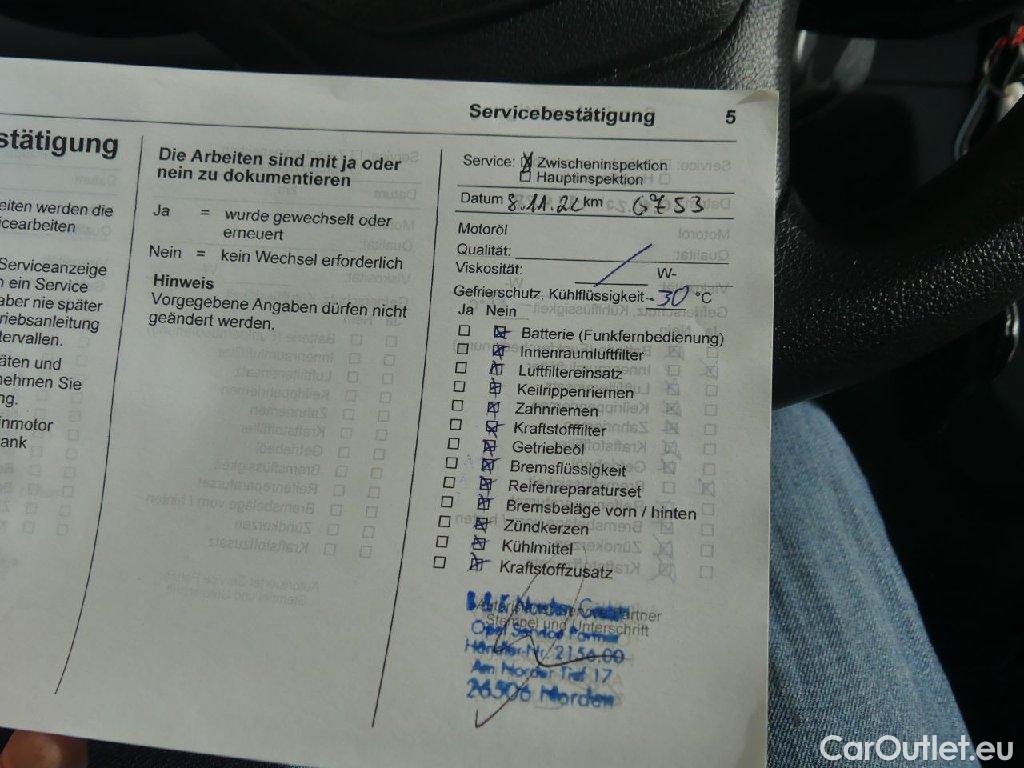 Servicebestätigung 5
stätigung
eiten werden die
icearbeiten
Serviceanzeige
n ein Service
aber nie später
riebsanleitung
tervallen.
äten und
nehmen Sie
ng.
inmotor
ank
Die Arbeiten sind mit ja oder
nein zu dokumentieren
Ja = wurde gewechselt oder
erneuert
Nein = kein Wechsel erforderlich
Hinweis
Vorgegebene Angaben dürfen nicht
geändert werden.
Service: Zwischeninspektion
Hauptinspektion
Datum 8.11.22 km 6753
Motoröl
Qualität:
Viskosität: W-
Gefrierschutz, Kühlflüssigkeit -30 °C
Ja Nein
Batterie (Funkfernbedienung)
Innenraumluftfilter
Luftfiltereinsatz
Keilrippenriemen
Zahnriemen
Kraftstofffilter
Getriebeöl
Bremsflüssigkeit
Reifenreparaturset
Bremsbeläge vorn / hinten
Zündkerzen
Kühlmittel
Kraftstoffzusatz
Stempel und Unterschrift
Opel Service Partner
Händler-Nr. 2156.00
Am Norder Tief 17
26506 Norden
CarOutlet.eu